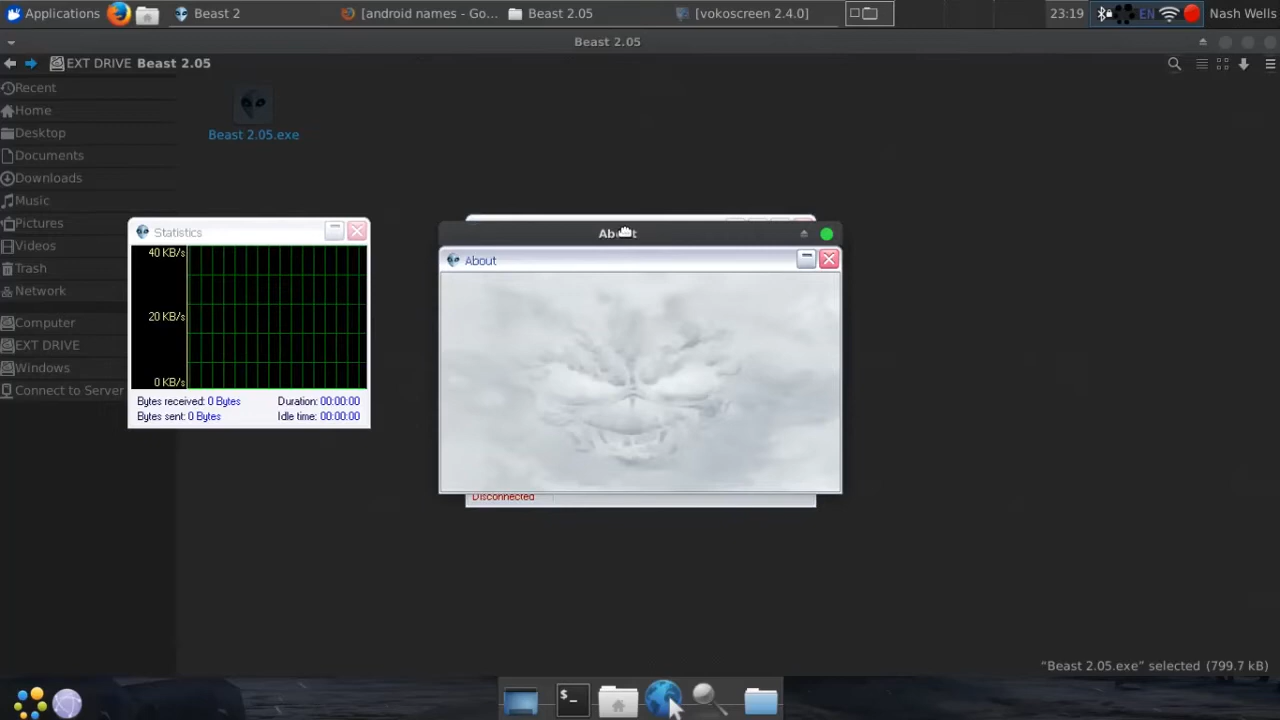 Applications
Beast 2
[android names - Go...
Beast 2.05
[vokoscreen 2.4.0]
23:19
EN
Nash Wells
Beast 2.05
EXT DRIVE Beast 2.05
Recent
Home
Desktop
Documents
Downloads
Music
Pictures
Videos
Trash
Network
Computer
EXT DRIVE
Windows
Connect to Server
Beast 2.05.exe
Statistics
40 KB/s
20 KB/s
0 KB/s
Bytes received: 0 Bytes
Duration: 00:00:00
Bytes sent: 0 Bytes
Idle time: 00:00:00
About
About
Disconnected
“Beast 2.05.exe” selected (799.7 kB)